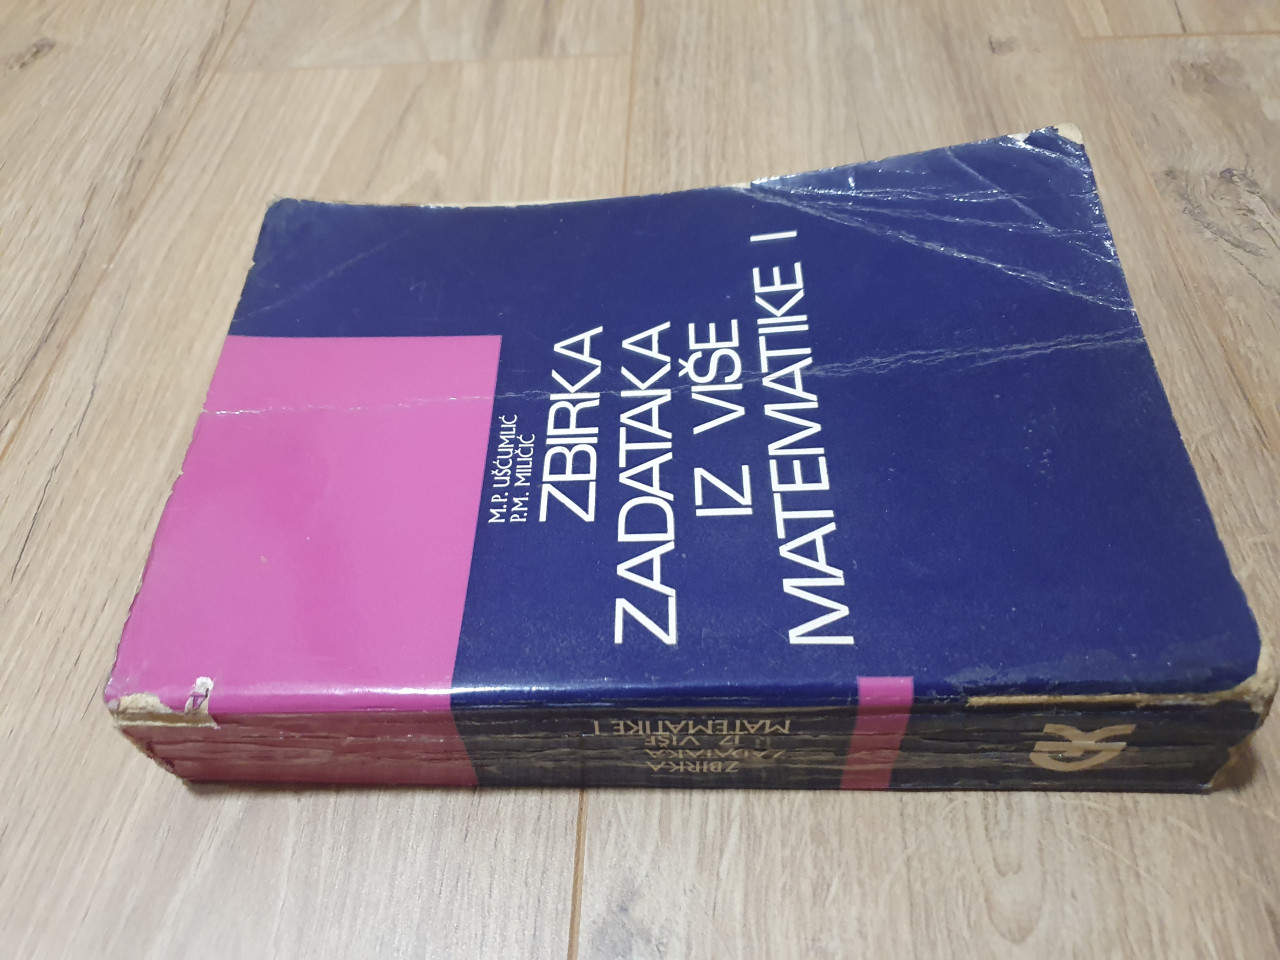 M.P. UŠĆUMLIĆ
P.M. MILIČIĆ
ZBIRKA
ZADATAKA
IZ VIŠE
MATEMATIKE I
ZBIRKA
ZADATAKA
IZ VIŠE
MATEMATIKE I